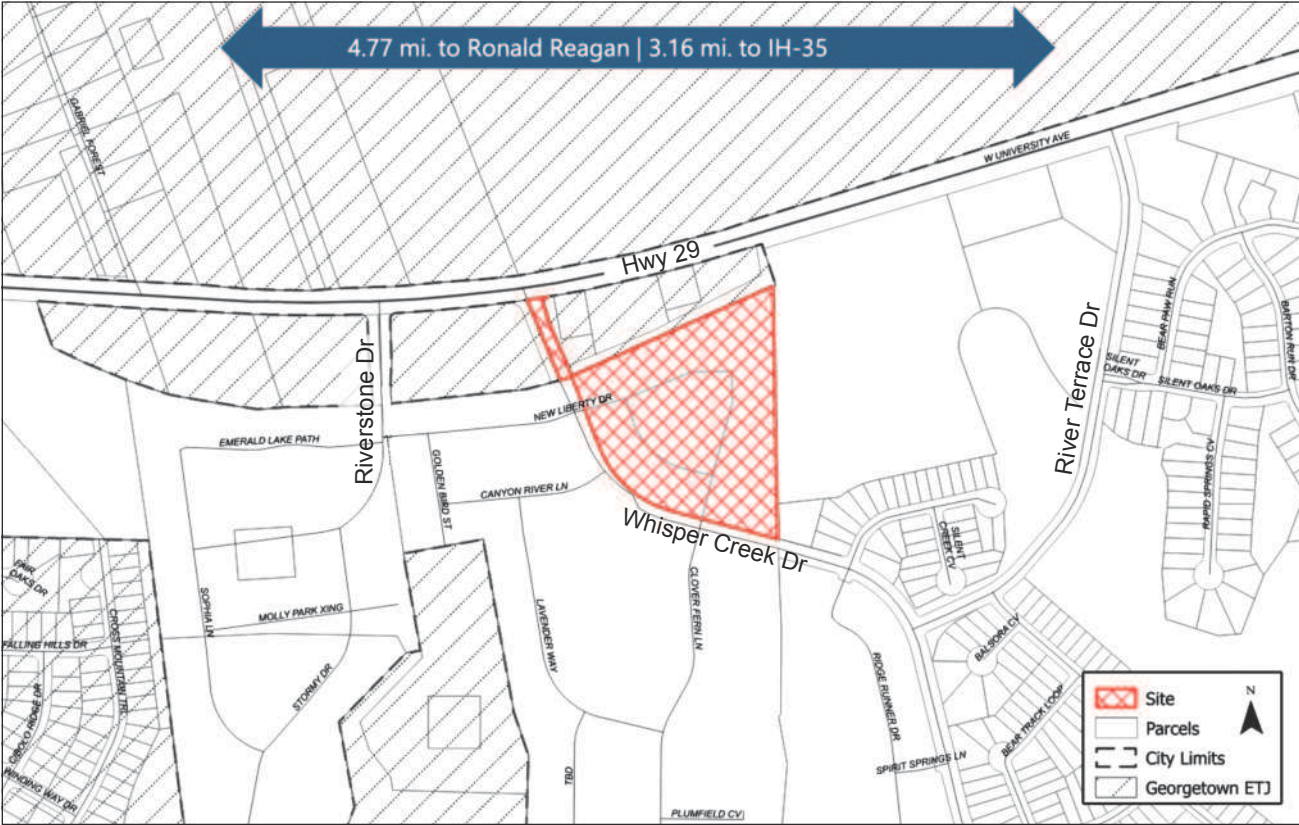 4.77 mi. to Ronald Reagan | 3.16 mi. to IH-35
GABRIEL FOREST
W UNIVERSITY AVE
Hwy 29
Riverstone Dr
River Terrace Dr
BEAR PAW RUN
BARTON RUN DR
SILENT
OAKS DR
SILENT OAKS DR
NEW LIBERTY DR
EMERALD LAKE PATH
GOLDEN BIRD ST
CANYON RIVER LN
RAPID SPRINGS CV
Whisper Creek Dr
SILENT
CREEK CV
FAIR
OAKS DR
SOPHIA LN
MOLLY PARK XING
CROSS MOUNTAIN TRL
FALLING HILLS DR
LAVENDER WAY
CLOVER FERN LN
BALSORA CV
STORMY DR
RIDGE RUNNER DR
CIBOLO RIDGE DR
BEAR TRACK LOOP
WINDING WAY DR
TBD
SPIRIT SPRINGS LN
PLUMFIELD CV
Site
N
Parcels
City Limits
Georgetown ETJ